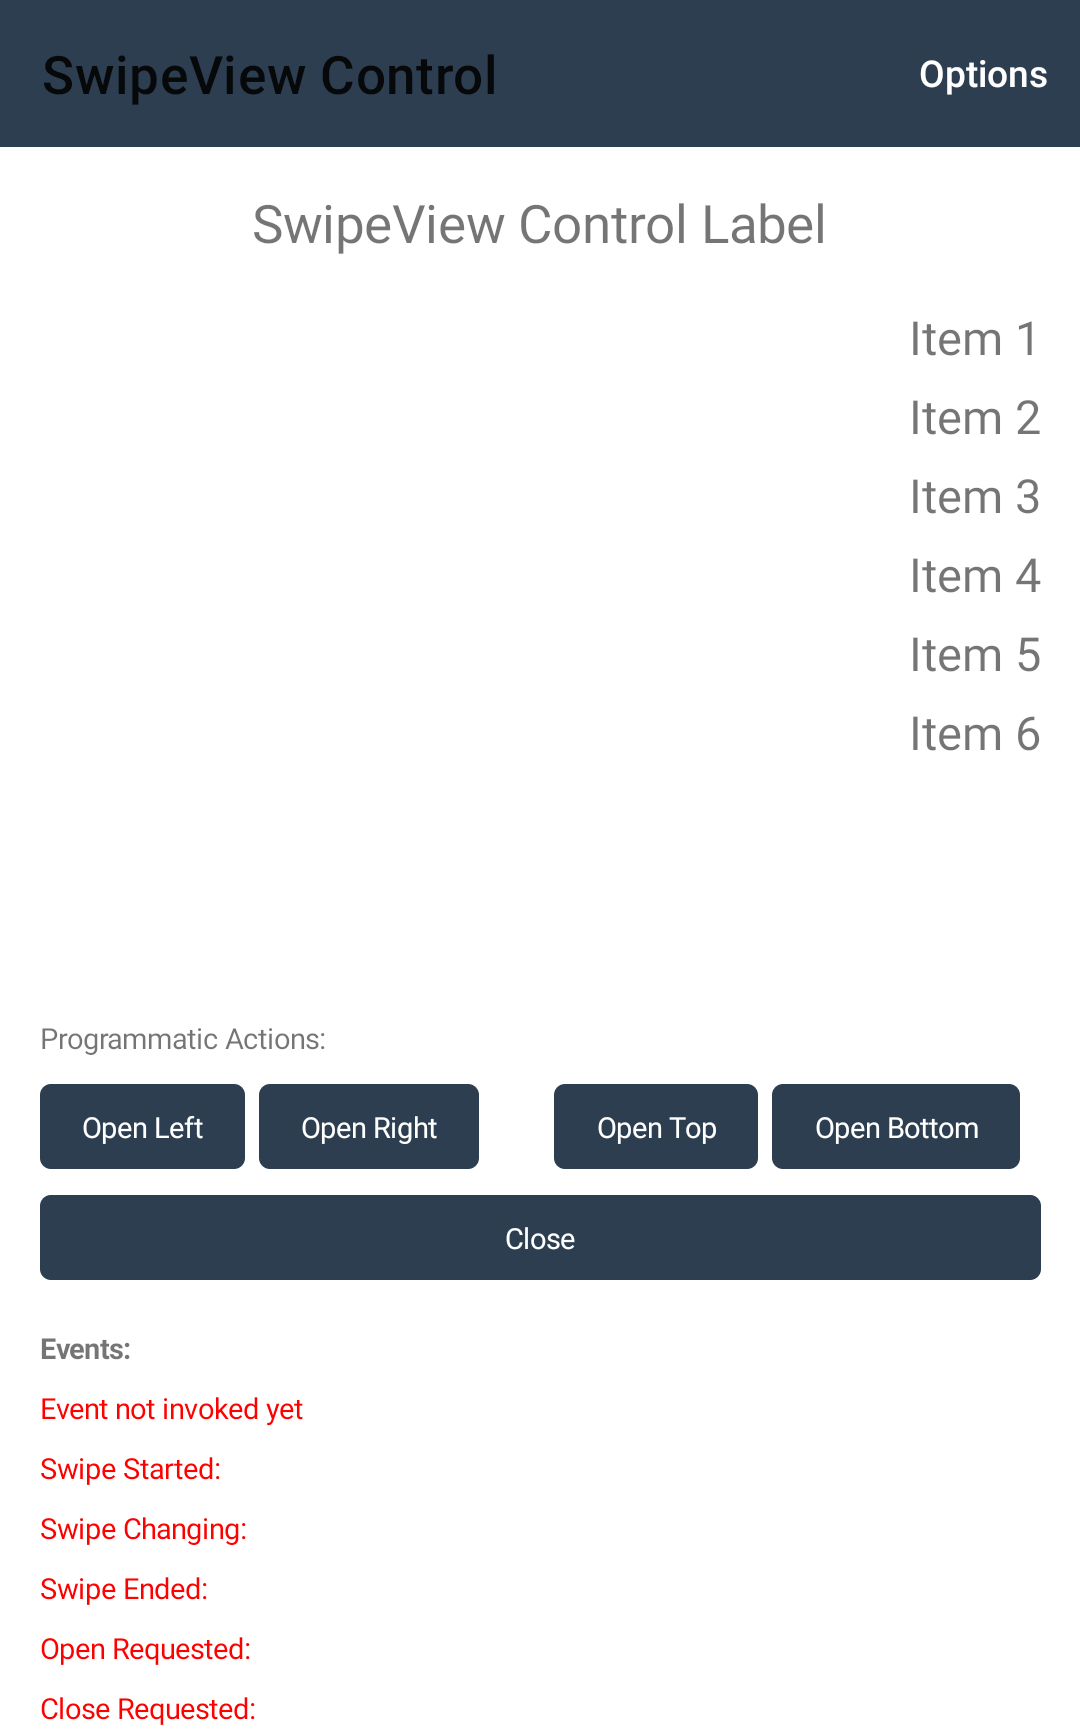 SwipeView Control
Options
SwipeView Control Label
Item 1
Item 2
Item 3
Item 4
Item 5
Item 6
Programmatic Actions:
Open Left
Open Right
Open Top
Open Bottom
Close
Events:
Event not invoked yet
Swipe Started:
Swipe Changing:
Swipe Ended:
Open Requested:
Close Requested: